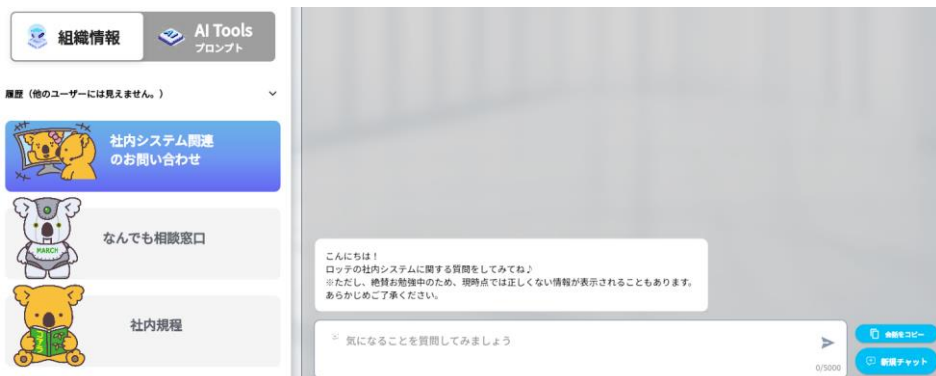 組織情報
AI Tools
プロンプト
履歴（他のユーザーには見えません。）
社内システム関連
のお問い合わせ
MARCH
なんでも相談窓口
社内規程
こんにちは！
ロッテの社内システムに関する質問をしてみてね♪
※ただし、絶賛お勉強中のため、現時点では正しくない情報が表示されることもあります。
あらかじめご了承ください。
気になることを質問してみましょう
0/5000
会話をコピー
新規チャット